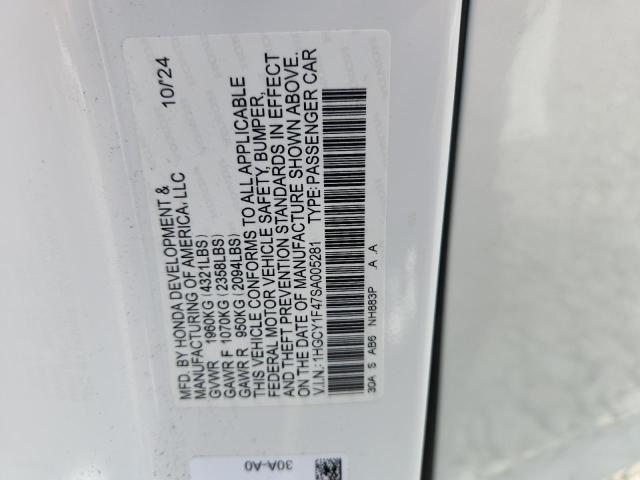 MFD. BY HONDA DEVELOPMENT & 10/'24
MANUFACTURING OF AMERICA, LLC
GVWR 1960KG (4321LBS)
GAWR F 1070KG (2358LBS)
GAWR R 950KG (2094LBS)
THIS VEHICLE CONFORMS TO ALL APPLICABLE
FEDERAL MOTOR VEHICLE SAFETY, BUMPER,
AND THEFT PREVENTION STANDARDS IN EFFECT
ON THE DATE OF MANUFACTURE SHOWN ABOVE.
V.I.N.: 1HGCY1F47SA005281 TYPE: PASSENGER CAR
30A S AB6 NH883P A A
30A-A0